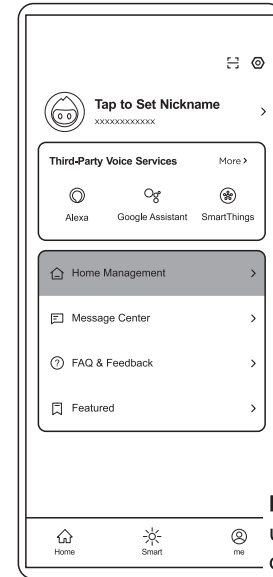 Tap to Set Nickname
xxxxxxxxxxxx
Third-Party Voice Services More
Alexa Google Assistant SmartThings
Home Management
Message Center
FAQ & Feedback
Featured
Home Smart me